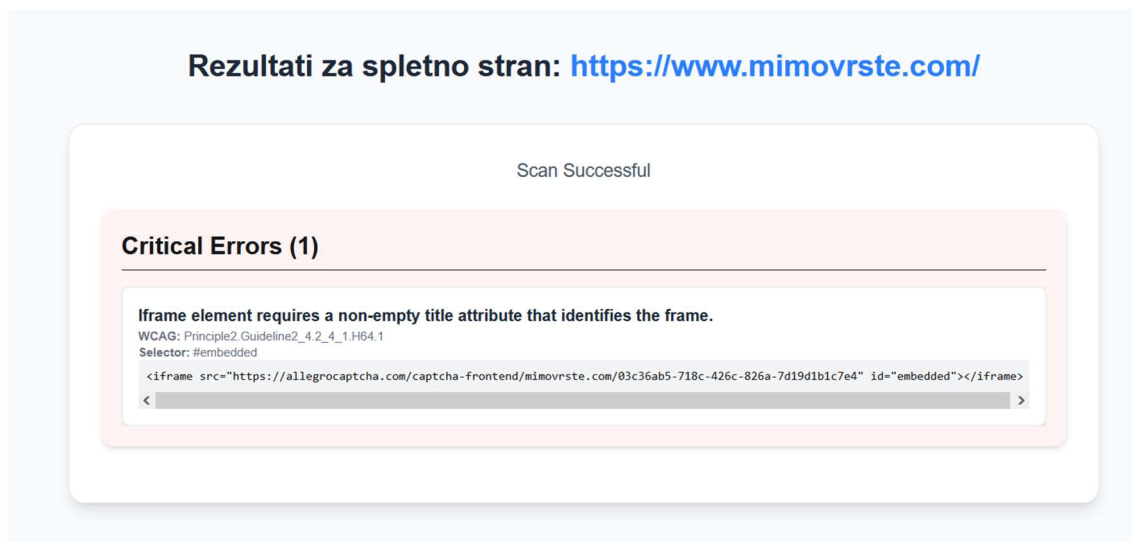 Rezultati za spletno stran: https://www.mimovrste.com/
Scan Successful
Critical Errors (1)
Iframe element requires a non-empty title attribute that identifies the frame.
WCAG: Principle2.Guideline2_4.2_4_1.H64.1
Selector: #embedded
<iframe src="https://allegrocaptcha.com/captcha-frontend/mimovrste.com/03c36ab5-718c-426c-826a-7d19d1b1c7e4" id="embedded"></iframe>